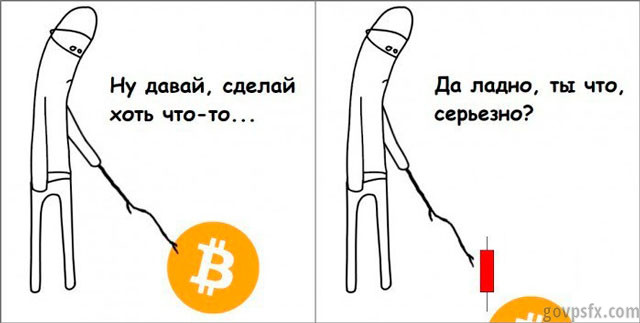 Ну давай, сделай
хоть что-то...
Да ладно, ты что,
серьезно?
govpsfx.com